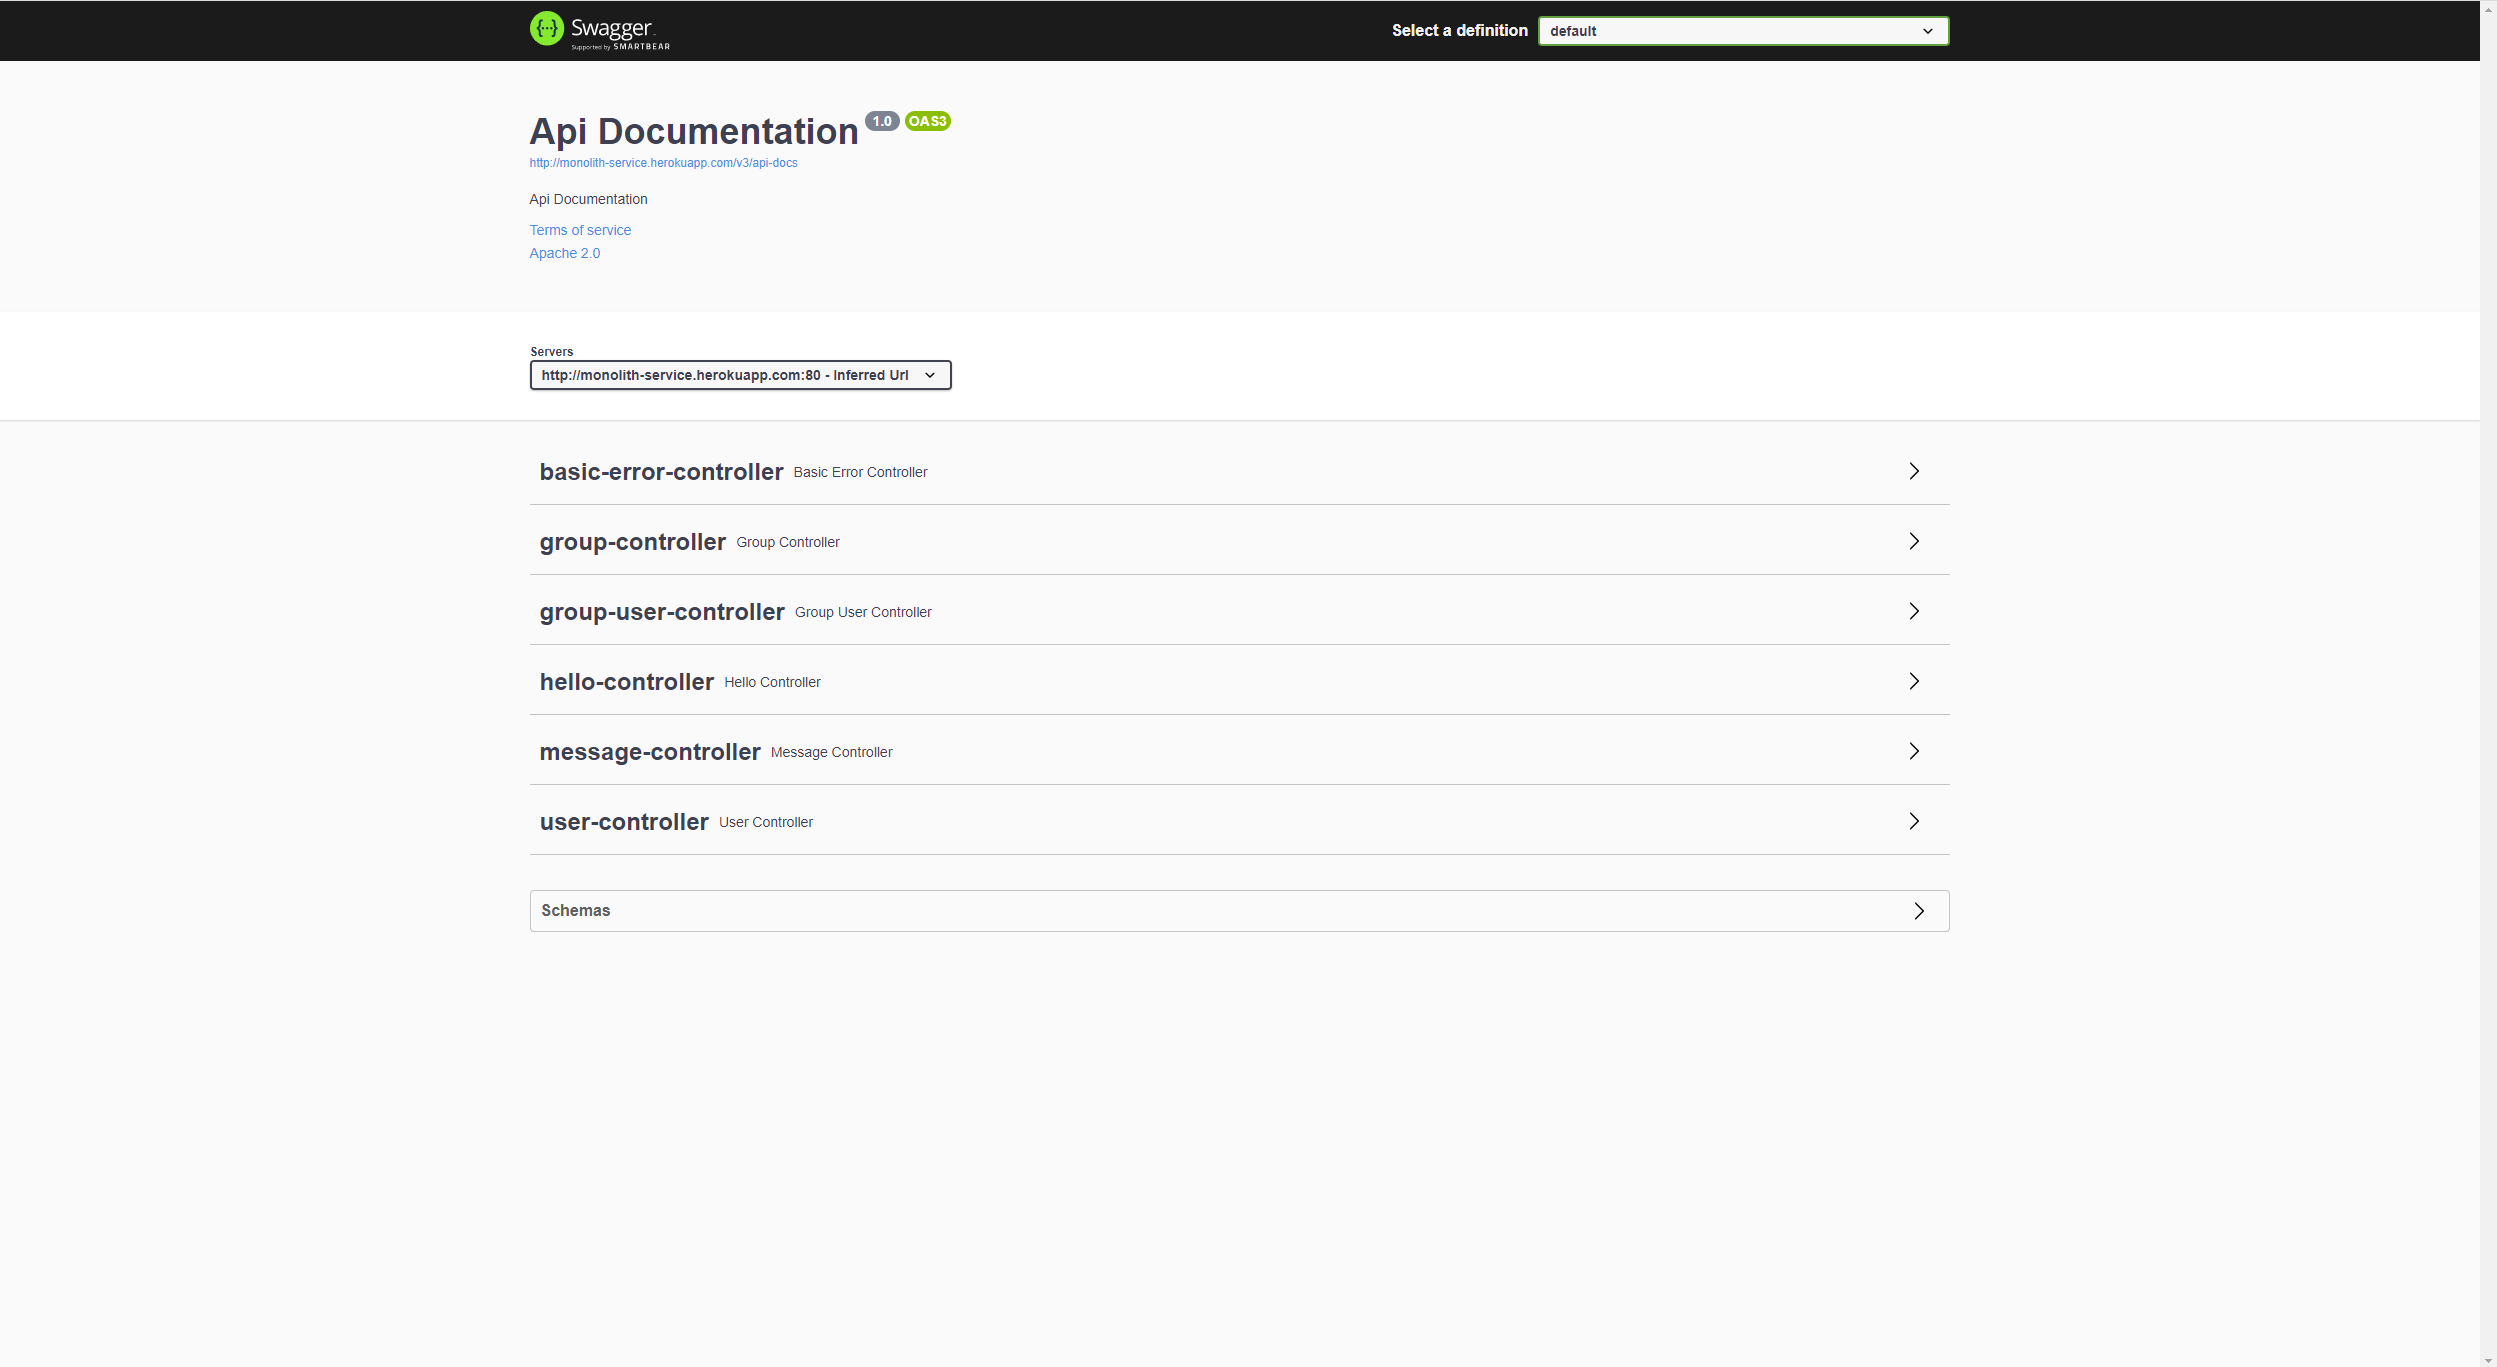 Swagger
Supported by SMARTBEAR
Select a definition
default
Api Documentation 1.0 OAS3
http://monolith-service.herokuapp.com/v3/api-docs
Api Documentation
Terms of service
Apache 2.0
Servers
http://monolith-service.herokuapp.com:80 - Inferred Url
basic-error-controller Basic Error Controller
group-controller Group Controller
group-user-controller Group User Controller
hello-controller Hello Controller
message-controller Message Controller
user-controller User Controller
Schemas